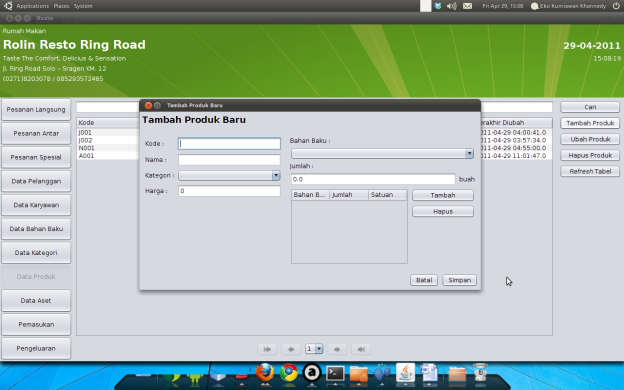 Applications Places System
Fri Apr 29, 15:08
Eko Kurniawan Khannedy
Resto
Rumah Makan
Rolin Resto Ring Road
Taste The Comfort, Delicius & Sensation
Jl. Ring Road Solo - Sragen KM. 12
(0271)8203078 / 085293572485
29-04-2011
15:08:19
Pesanan Langsung
Pesanan Antar
Pesanan Spesial
Data Pelanggan
Data Karyawan
Data Bahan Baku
Data Kategori
Data Produk
Data Aset
Pemasukan
Pengeluaran
Kode
J001
J002
N001
A001
Tambah Produk Baru
Tambah Produk Baru
Kode :
Nama :
Kategori :
Harga :
0
Bahan Baku :
Jumlah :
0.0
buah
Bahan B... Jumlah Satuan
Tambah
Hapus
Batal
Simpan
erakhir Diubah
011-04-29 04:00:41.0
011-04-29 03:57:34.0
011-04-29 04:55:00.0
011-04-29 11:01:47.0
Cari
Tambah Produk
Ubah Produk
Hapus Produk
Refresh Tabel
1